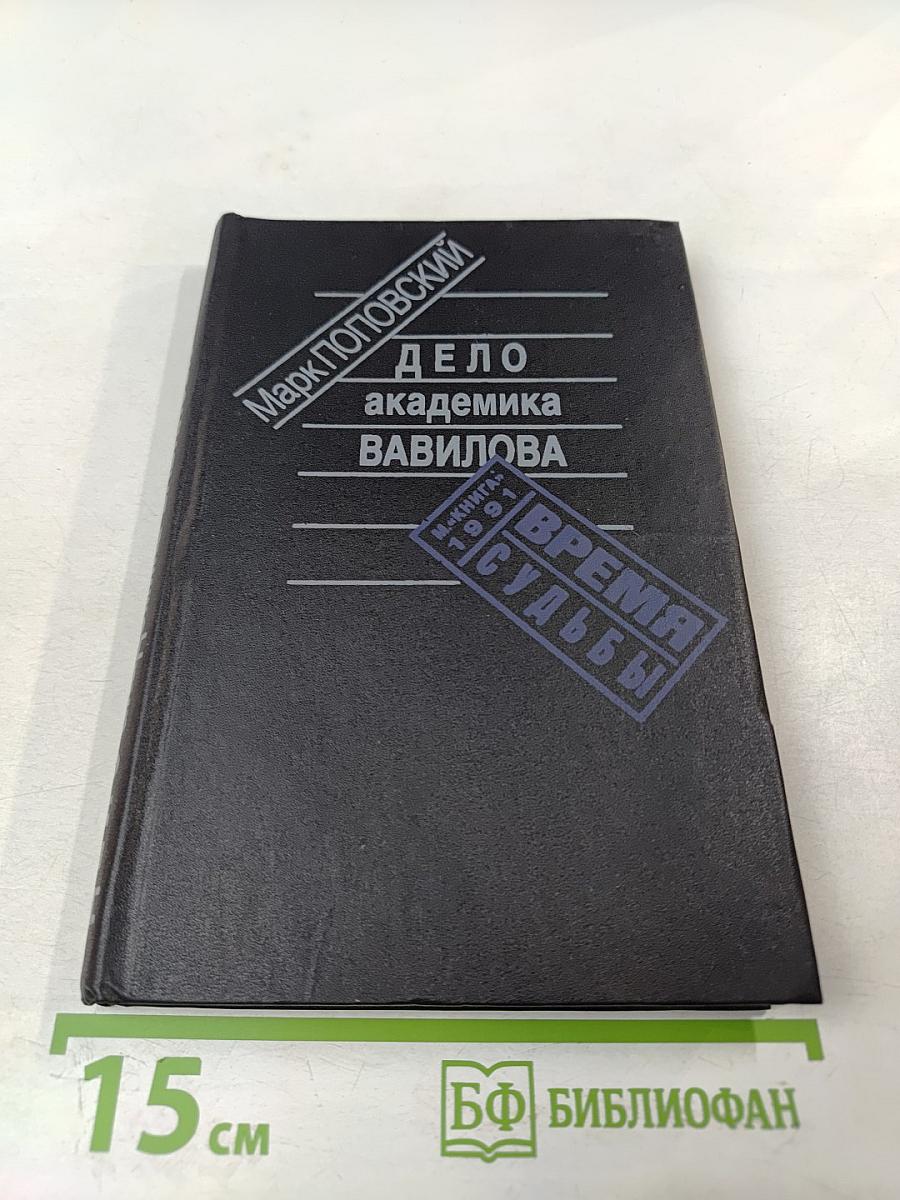 Марк ПОПОВСКИЙ
ДЕЛО
академика
ВАВИЛОВА
М. «КНИГА»
1991
ВРЕМЯ
СУДЬБЫ
15 см
БФ БИБЛИОФАН